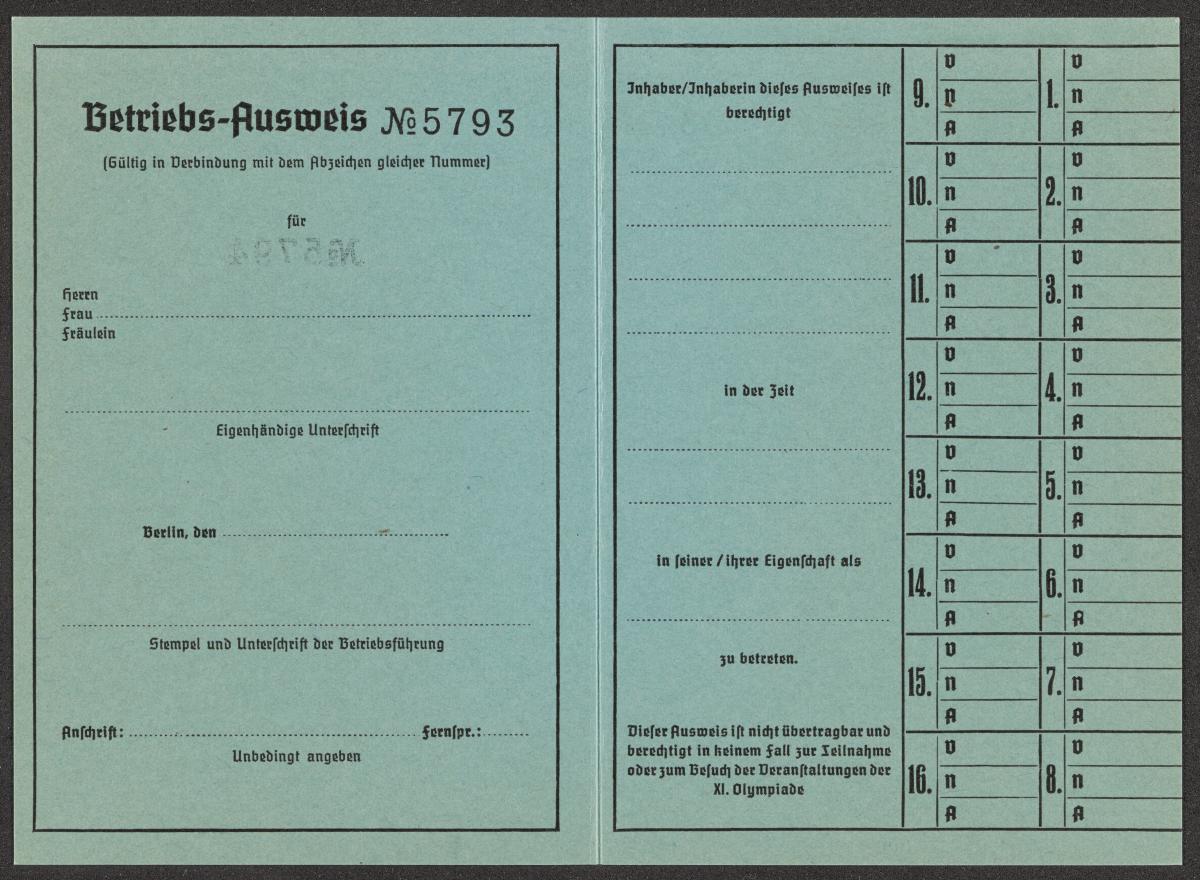 Betriebs-Ausweis № 5793
(Gültig in Verbindung mit dem Abzeichen gleicher Nummer)
für
№ 5794
Herrn
Frau
Fräulein
Eigenhändige Unterschrift
Berlin, den
Stempel und Unterschrift der Betriebsführung
Anschrift: Fernspr.:
Unbedingt angeben
Inhaber/Inhaberin dieses Ausweises ist
berechtigt
in der Zeit
in seiner / ihrer Eigenschaft als
zu betreten.
Dieser Ausweis ist nicht übertragbar und
berechtigt in keinem Fall zur Teilnahme
oder zum Besuch der Veranstaltungen der
XI. Olympiade
V V
9. n 1. n
A A
V V
10. n 2. n
A A
V V
11. n 3. n
A A
V V
12. n 4. n
A A
V V
13. n 5. n
A A
V V
14. n 6. n
A A
V V
15. n 7. n
A A
V V
16. n 8. n
A A